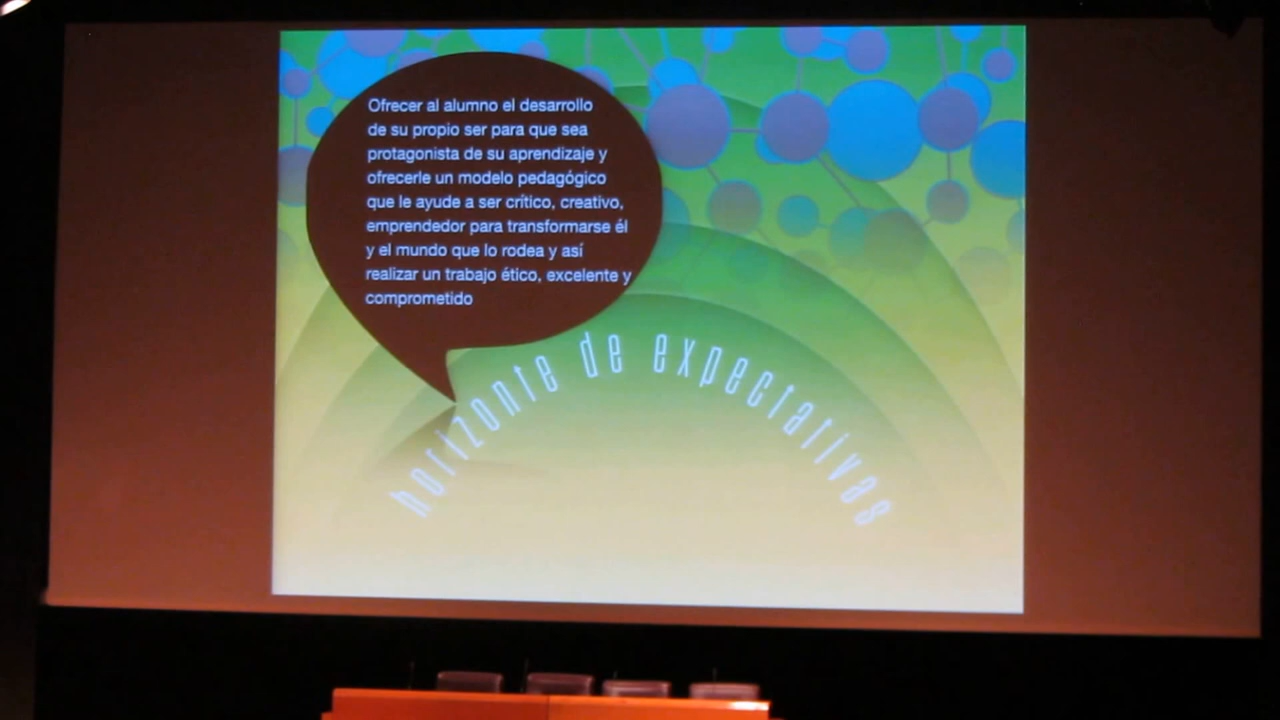 Ofrecer al alumno el desarrollo
de su propio ser para que sea
protagonista de su aprendizaje y
ofrecerle un modelo pedagógico
que le ayude a ser crítico, creativo,
emprendedor para transformarse él
y el mundo que lo rodea y así
realizar un trabajo ético, excelente y
comprometido
horizonte de expectativas